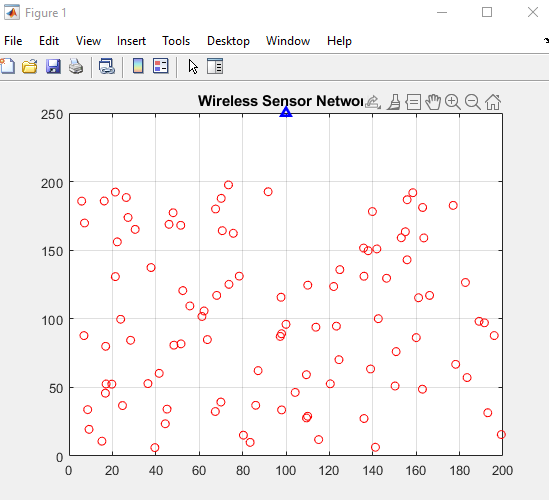 Figure 1
File Edit View Insert Tools Desktop Window Help
Wireless Sensor Networ
250
200
150
100
50
0
0 20 40 60 80 100 120 140 160 180 200